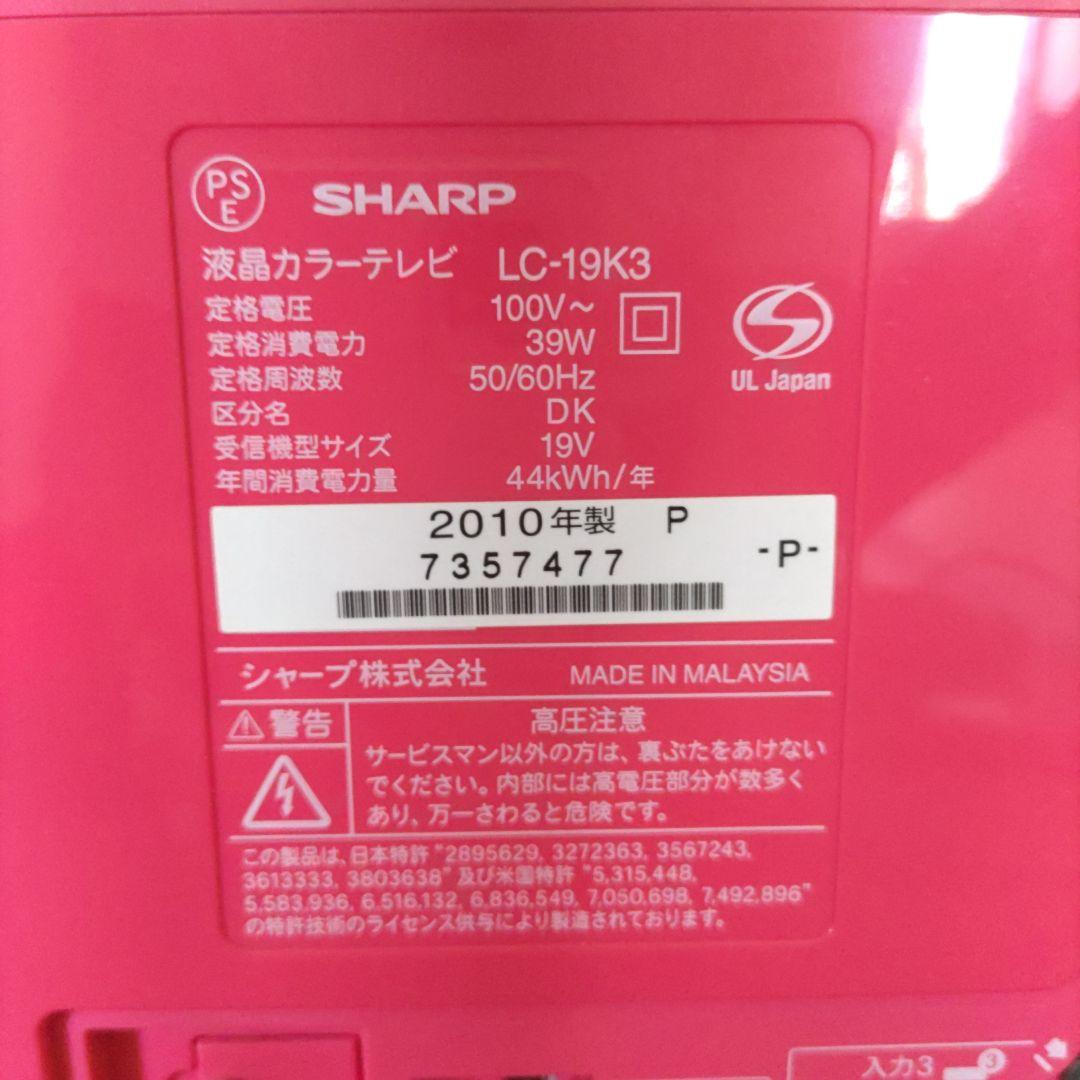 PSE SHARP
液晶カラーテレビ LC-19K3
定格電圧 100V～
定格消費電力 39W
定格周波数 50/60Hz
区分名 DK
受信機型サイズ 19V
年間消費電力量 44kWh/年
UL Japan
2010年製 P
7357477
-P-
シャープ株式会社 MADE IN MALAYSIA
警告
高圧注意
サービスマン以外の方は、裏ぶたをあけない
でください。内部には高電圧部分が数多く
あり、万一さわると危険です。
この製品は、日本特許"2895629, 3272363, 3567243,
3613333, 3803638"及び米国特許"5,315,448,
5,583,936, 6,516,132, 6,836,549, 7,050,698, 7,492,896"
の特許技術のライセンス供与により製造されております。
入力3 3